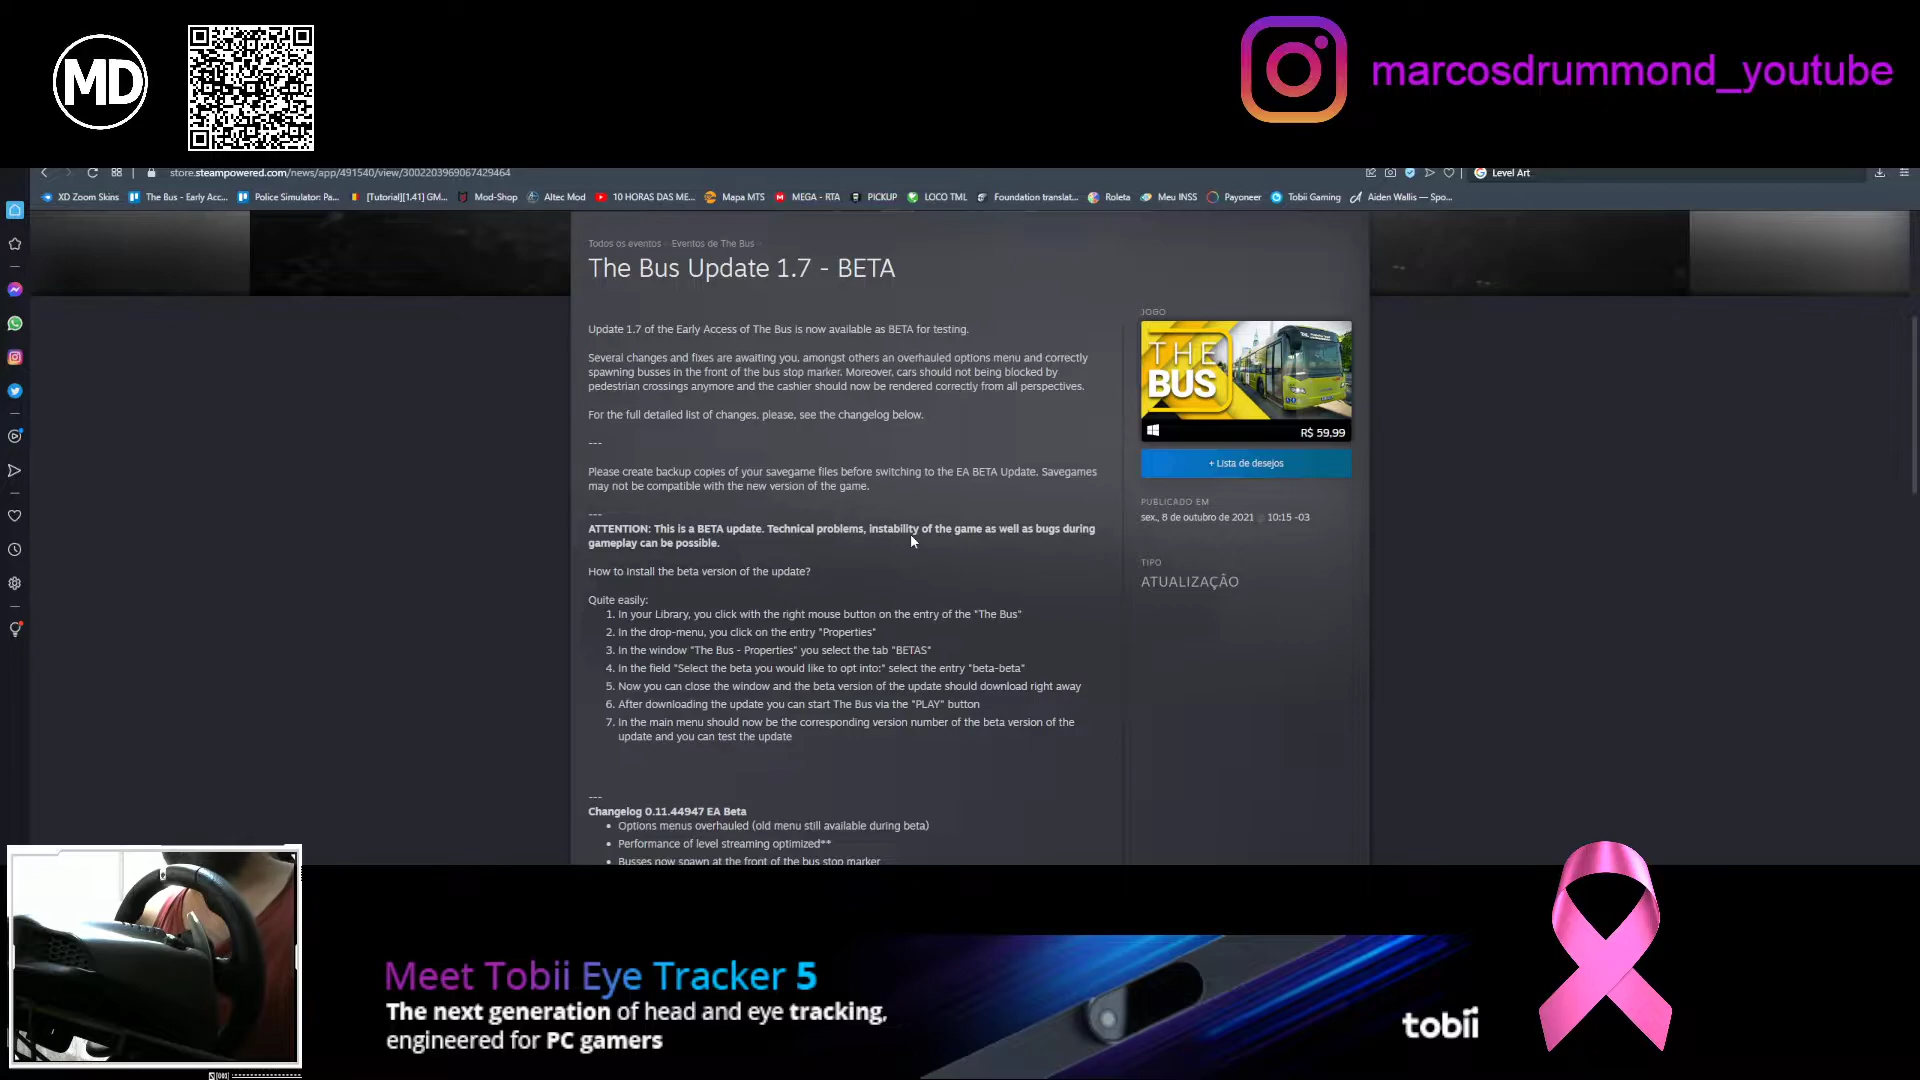 MD
marcosdrummond_youtube
store.steampowered.com/news/app/491540/view/3002203969067429464
Level Art
XD Zoom Skins
The Bus - Early Acc...
Police Simulator: Pa...
[Tutorial][1.41] GM...
Mod-Shop
Altec Mod
10 HORAS DAS ME...
Mapa MTS
MEGA - RTA
PICKUP
LOCO TML
Foundation translat...
Roleta
Meu INSS
Payoneer
Tobii Gaming
Aiden Wallis — Spo...
Todos os eventos
Eventos de The Bus
The Bus Update 1.7 - BETA
Update 1.7 of the Early Access of The Bus is now available as BETA for testing.
Several changes and fixes are awaiting you, amongst others an overhauled options menu and correctly
spawning busses in the front of the bus stop marker. Moreover, cars should not being blocked by
pedestrian crossings anymore and the cashier should now be rendered correctly from all perspectives.
For the full detailed list of changes, please, see the changelog below.
---
Please create backup copies of your savegame files before switching to the EA BETA Update. Savegames
may not be compatible with the new version of the game.
---
ATTENTION: This is a BETA update. Technical problems, instability of the game as well as bugs during
gameplay can be possible.
How to install the beta version of the update?
Quite easily:
1. In your Library, you click with the right mouse button on the entry of the "The Bus"
2. In the drop-menu, you click on the entry "Properties"
3. In the window "The Bus - Properties" you select the tab "BETAS"
4. In the field "Select the beta you would like to opt into:" select the entry "beta-beta"
5. Now you can close the window and the beta version of the update should download right away
6. After downloading the update you can start The Bus via the "PLAY" button
7. In the main menu should now be the corresponding version number of the beta version of the
update and you can test the update
---
Changelog 0.11.44947 EA Beta
• Options menus overhauled (old menu still available during beta)
• Performance of level streaming optimized**
• Busses now spawn at the front of the bus stop marker
JOGO
THE
BUS
R$ 59,99
+ Lista de desejos
PUBLICADO EM
sex., 8 de outubro de 2021 @ 10:15 -03
TIPO
ATUALIZAÇÃO
Meet Tobii Eye Tracker 5
The next generation of head and eye tracking,
engineered for PC gamers
tobii